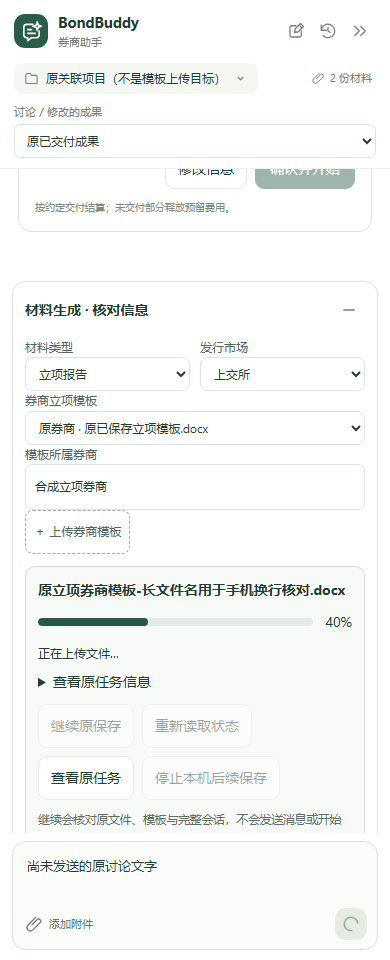 BondBuddy
券商助手
原关联项目（不是模板上传目标）
2 份材料
讨论 / 修改的成果
原已交付成果
修改信息
确认并开始
按约定交付结算；未交付部分释放预留费用。
材料生成 · 核对信息
材料类型
发行市场
立项报告
上交所
券商立项模板
原券商 · 原已保存立项模板.docx
模板所属券商
合成立项券商
+ 上传券商模板
原立项券商模板-长文件名用于手机换行核对.docx
40%
正在上传文件...
查看原任务信息
继续原保存
重新读取状态
查看原任务
停止本机后续保存
继续会核对原文件、模板与完整会话，不会发送消息或开始
尚未发送的原讨论文字
添加附件